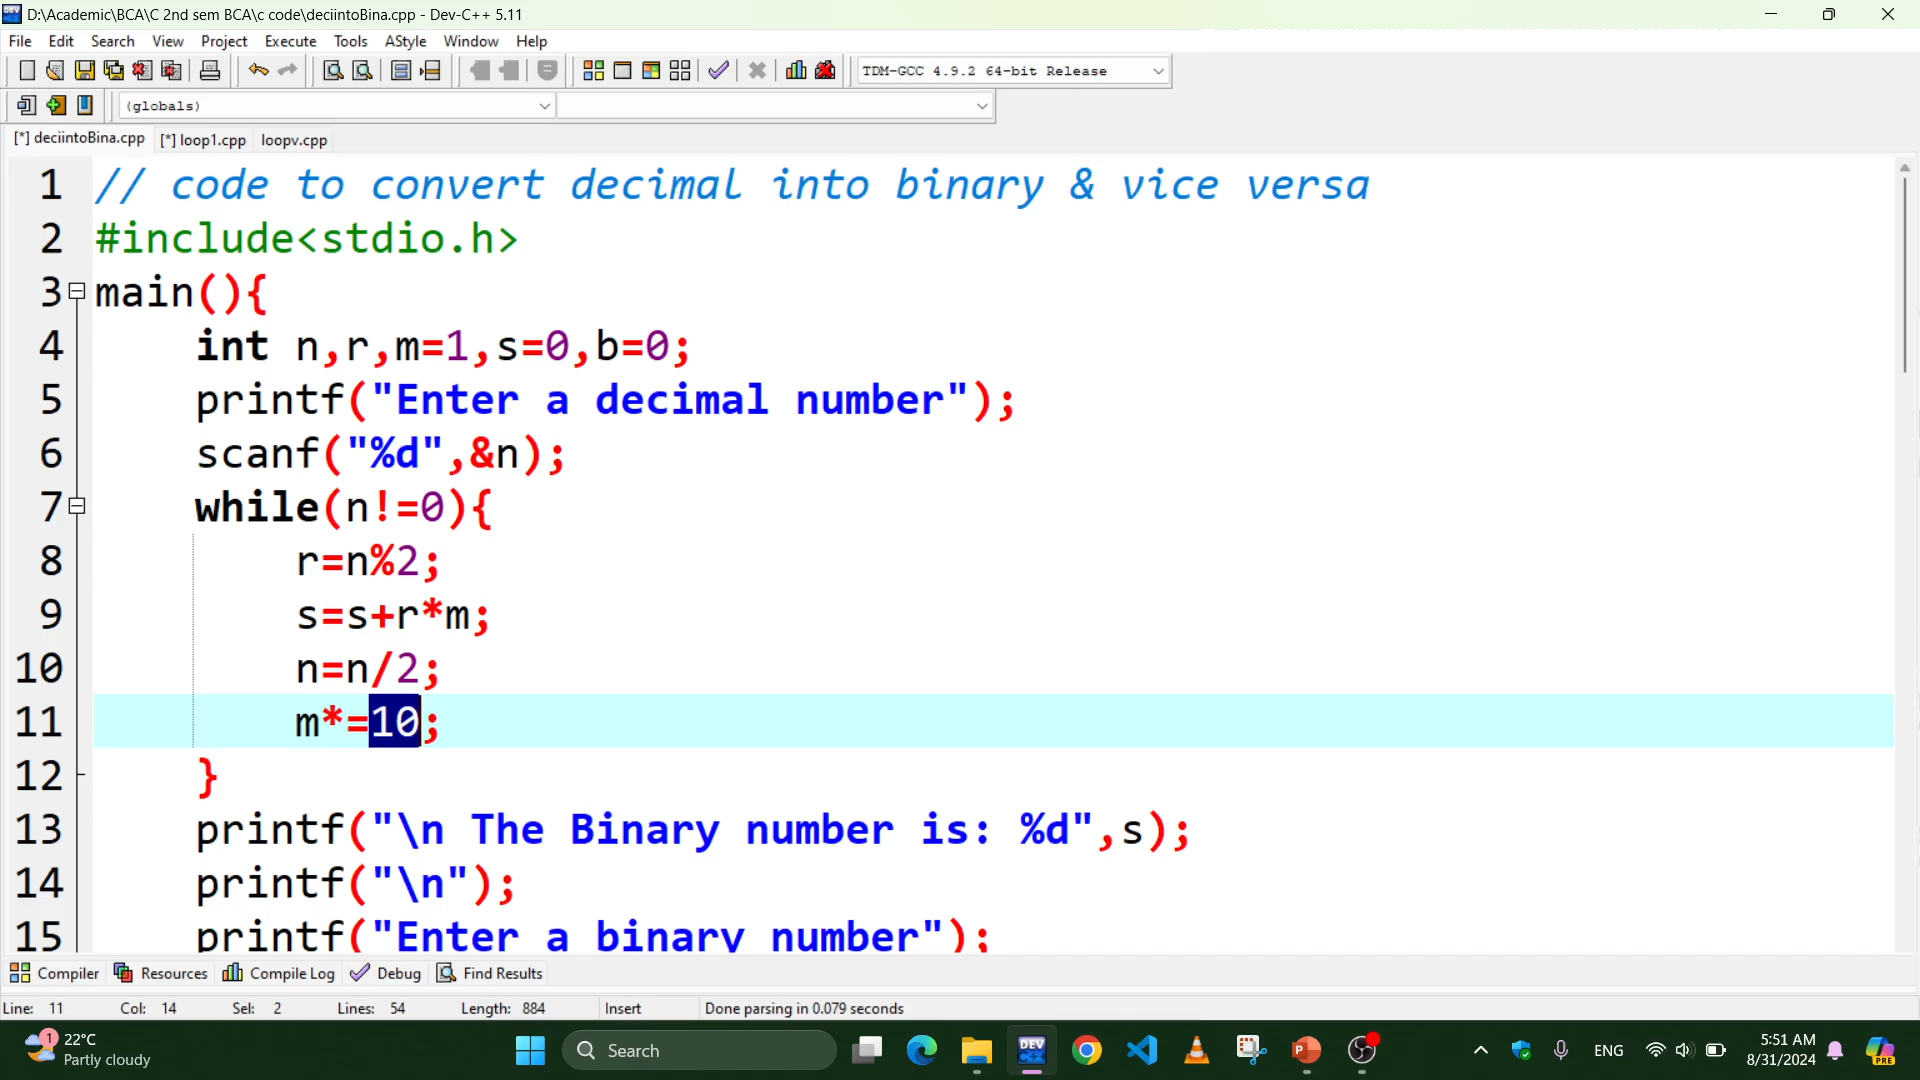 D:\Academic\BCA\C 2nd sem BCA\c code\deciintoBina.cpp - Dev-C++ 5.11
File Edit Search View Project Execute Tools AStyle Window Help
TDM-GCC 4.9.2 64-bit Release
(globals)
[*] deciintoBina.cpp [*] loop1.cpp loopv.cpp
1 // code to convert decimal into binary & vice versa
2 #include<stdio.h>
3 main(){
4 int n,r,m=1,s=0,b=0;
5 printf("Enter a decimal number");
6 scanf("%d",&n);
7 while(n!=0){
8 r=n%2;
9 s=s+r*m;
10 n=n/2;
11 m*=10;
12 }
13 printf("\n The Binary number is: %d",s);
14 printf("\n");
15 printf("Enter a binary number");
Compiler Resources Compile Log Debug Find Results
Line: 11 Col: 14 Sel: 2 Lines: 54 Length: 884 Insert Done parsing in 0.079 seconds
1 22°C
Partly cloudy
Search
DEV C++
P
ENG
5:51 AM
8/31/2024
PRE